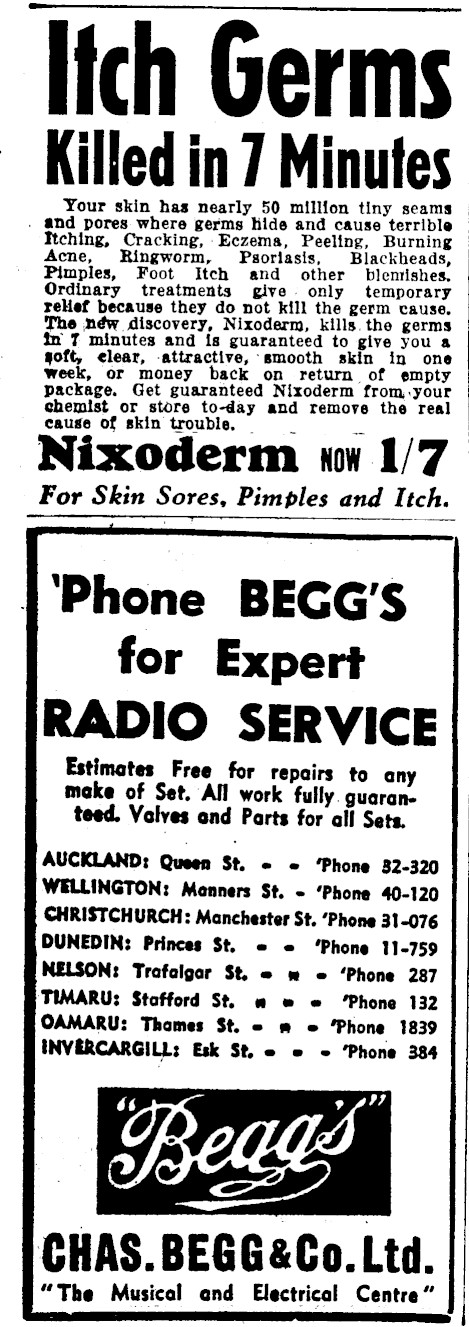 Itch Germs
Killed in 7 Minutes
Your skin has nearly 50 million tiny seams
and pores where germs hide and cause terrible
Itching, Cracking, Eczema, Peeling, Burning
Acne, Ringworm, Psoriasis, Blackheads,
Pimples, Foot Itch and other blemishes.
Ordinary treatments give only temporary
relief because they do not kill the germ cause.
The new discovery, Nixoderm, kills the germs
in 7 minutes and is guaranteed to give you a
soft, clear, attractive, smooth skin in one
week, or money back on return of empty
package. Get guaranteed Nixoderm from your
chemist or store to-day and remove the real
cause of skin trouble.
Nixoderm NOW 1/7
For Skin Sores, Pimples and Itch.
'Phone BEGG'S
for Expert
RADIO SERVICE
Estimates Free for repairs to any
make of Set. All work fully guaran-
teed. Valves and Parts for all Sets.
AUCKLAND: Queen St. - - 'Phone 32-320
WELLINGTON: Manners St. - 'Phone 40-120
CHRISTCHURCH: Manchester St. 'Phone 31-076
DUNEDIN: Princes St. - - 'Phone 11-759
NELSON: Trafalgar St. - - - 'Phone 287
TIMARU: Stafford St. - - - 'Phone 132
OAMARU: Thames St. - - - 'Phone 1839
INVERCARGILL: Esk St. - - - 'Phone 384
"Begg's"
CHAS. BEGG & Co. Ltd.
"The Musical and Electrical Centre"